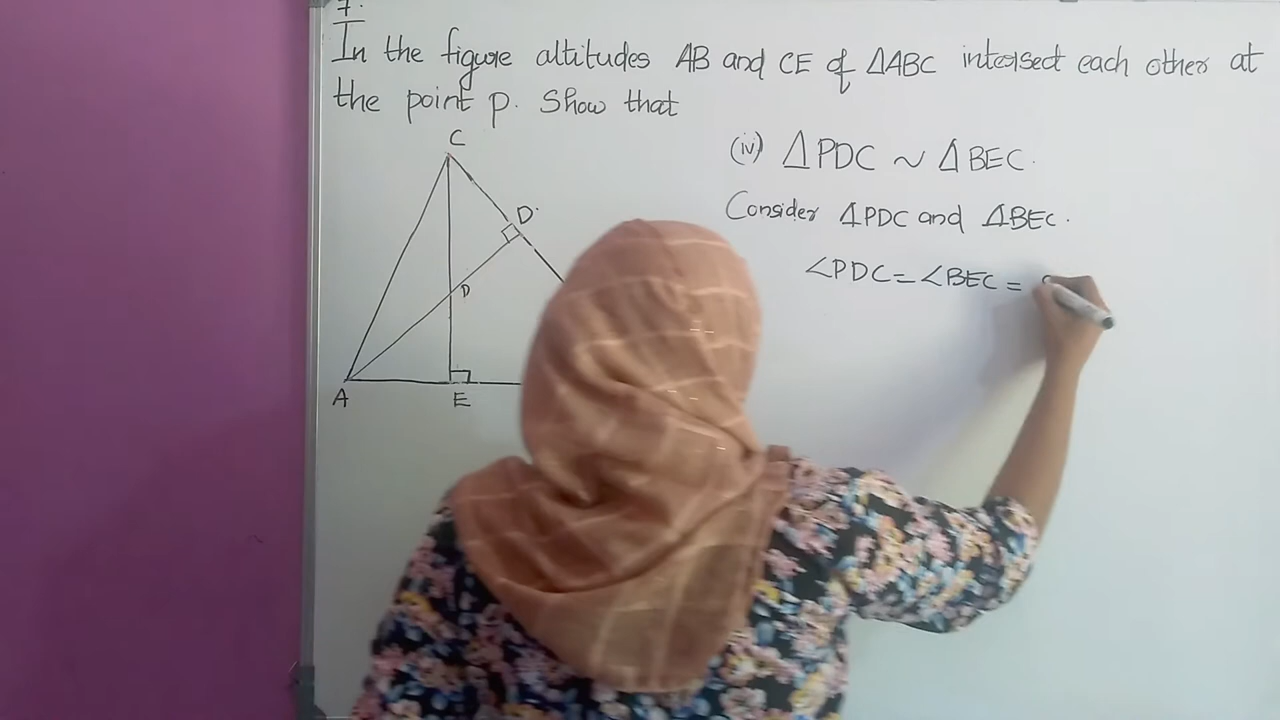 7.
In the figure altitudes AB and CE of ΔABC intersect each other at
the point p. Show that
(iv) ΔPDC ~ ΔBEC.
Consider ΔPDC and ΔBEC.
∠PDC = ∠BEC =
C
D
P
A
E